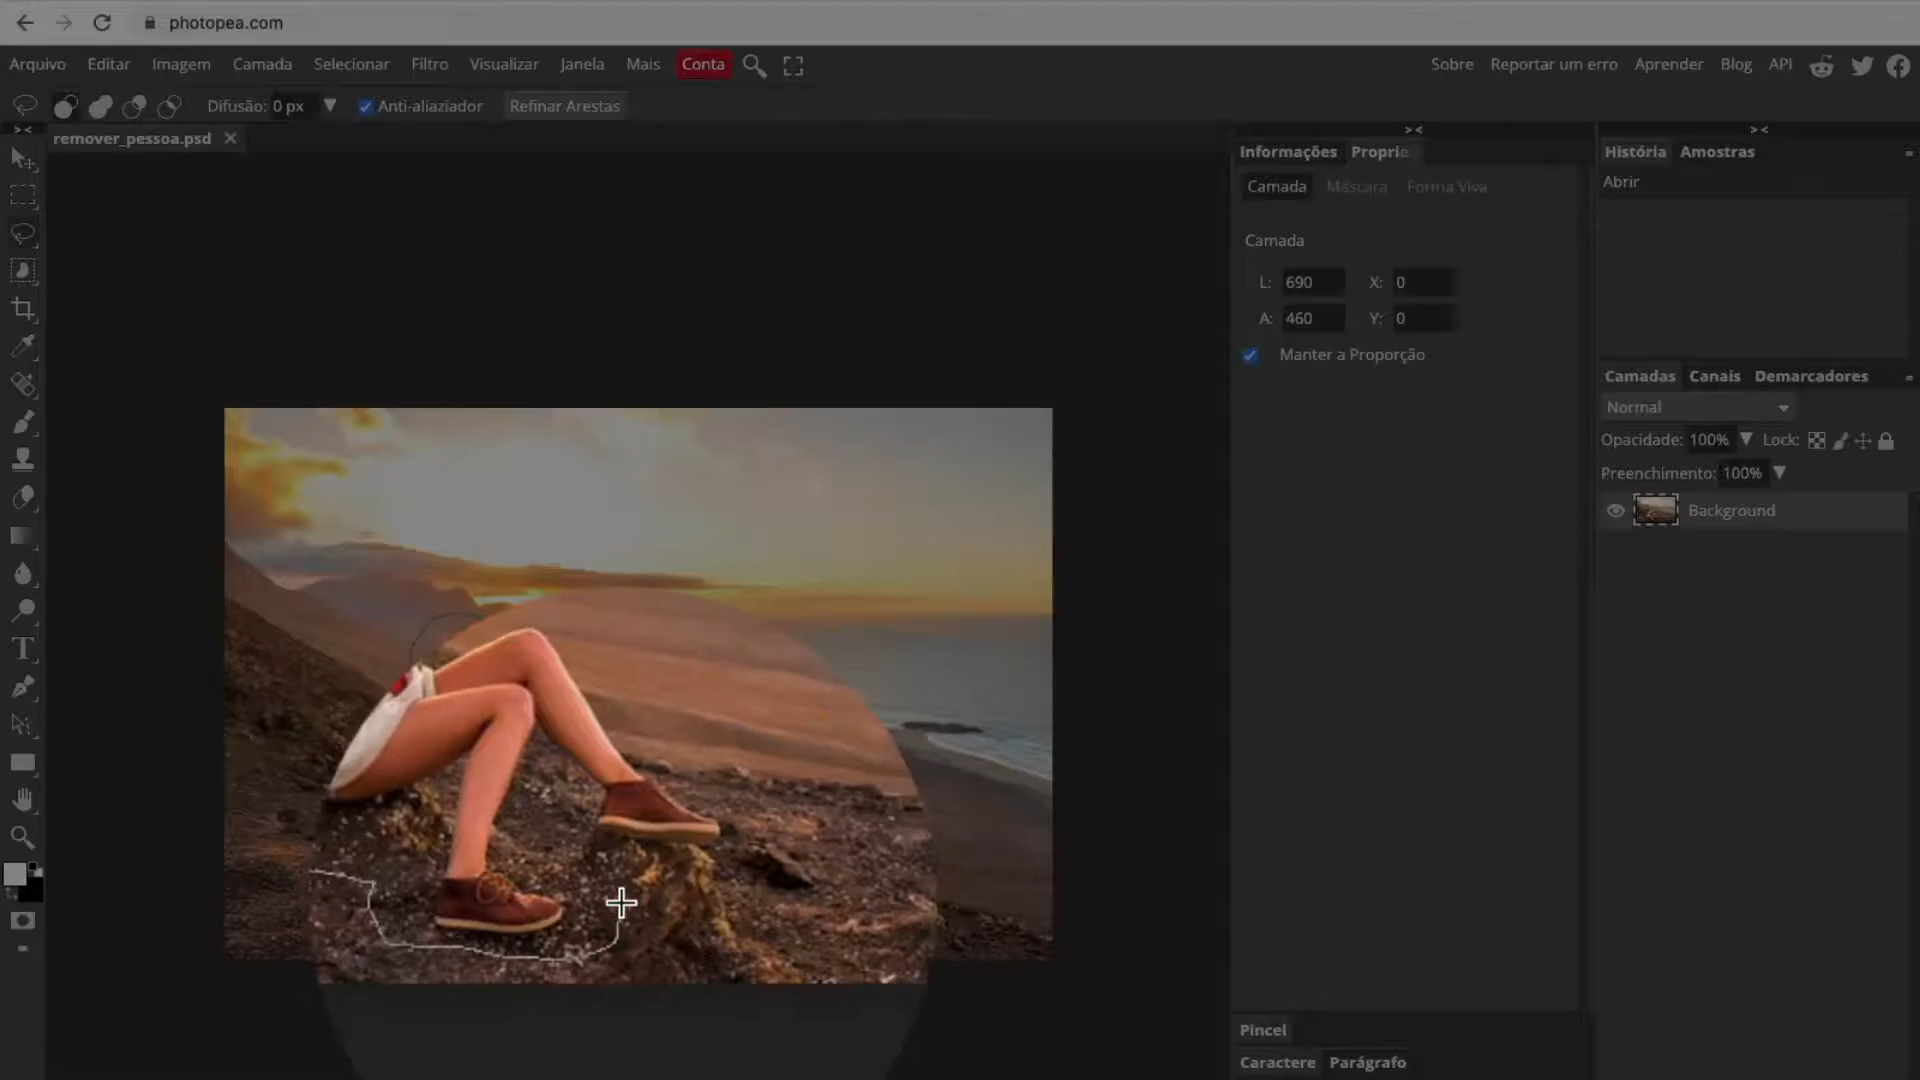 photopea.com
Arquivo Editar Imagem Camada Selecionar Filtro Visualizar Janela Mais Conta Sobre Reportar um erro Aprender Blog API
Difusão: 0 px Anti-aliaziador Refinar Arestas
remover_pessoa.psd
Informações Proprie
História Amostras
Camada Máscara Forma Viva
Abrir
Camada
L: 690 X: 0
A: 460 Y: 0
Manter a Proporção
Camadas Canais Demarcadores
Normal
Opacidade: 100% Lock:
Preenchimento: 100%
Background
Pincel
Caractere Parágrafo